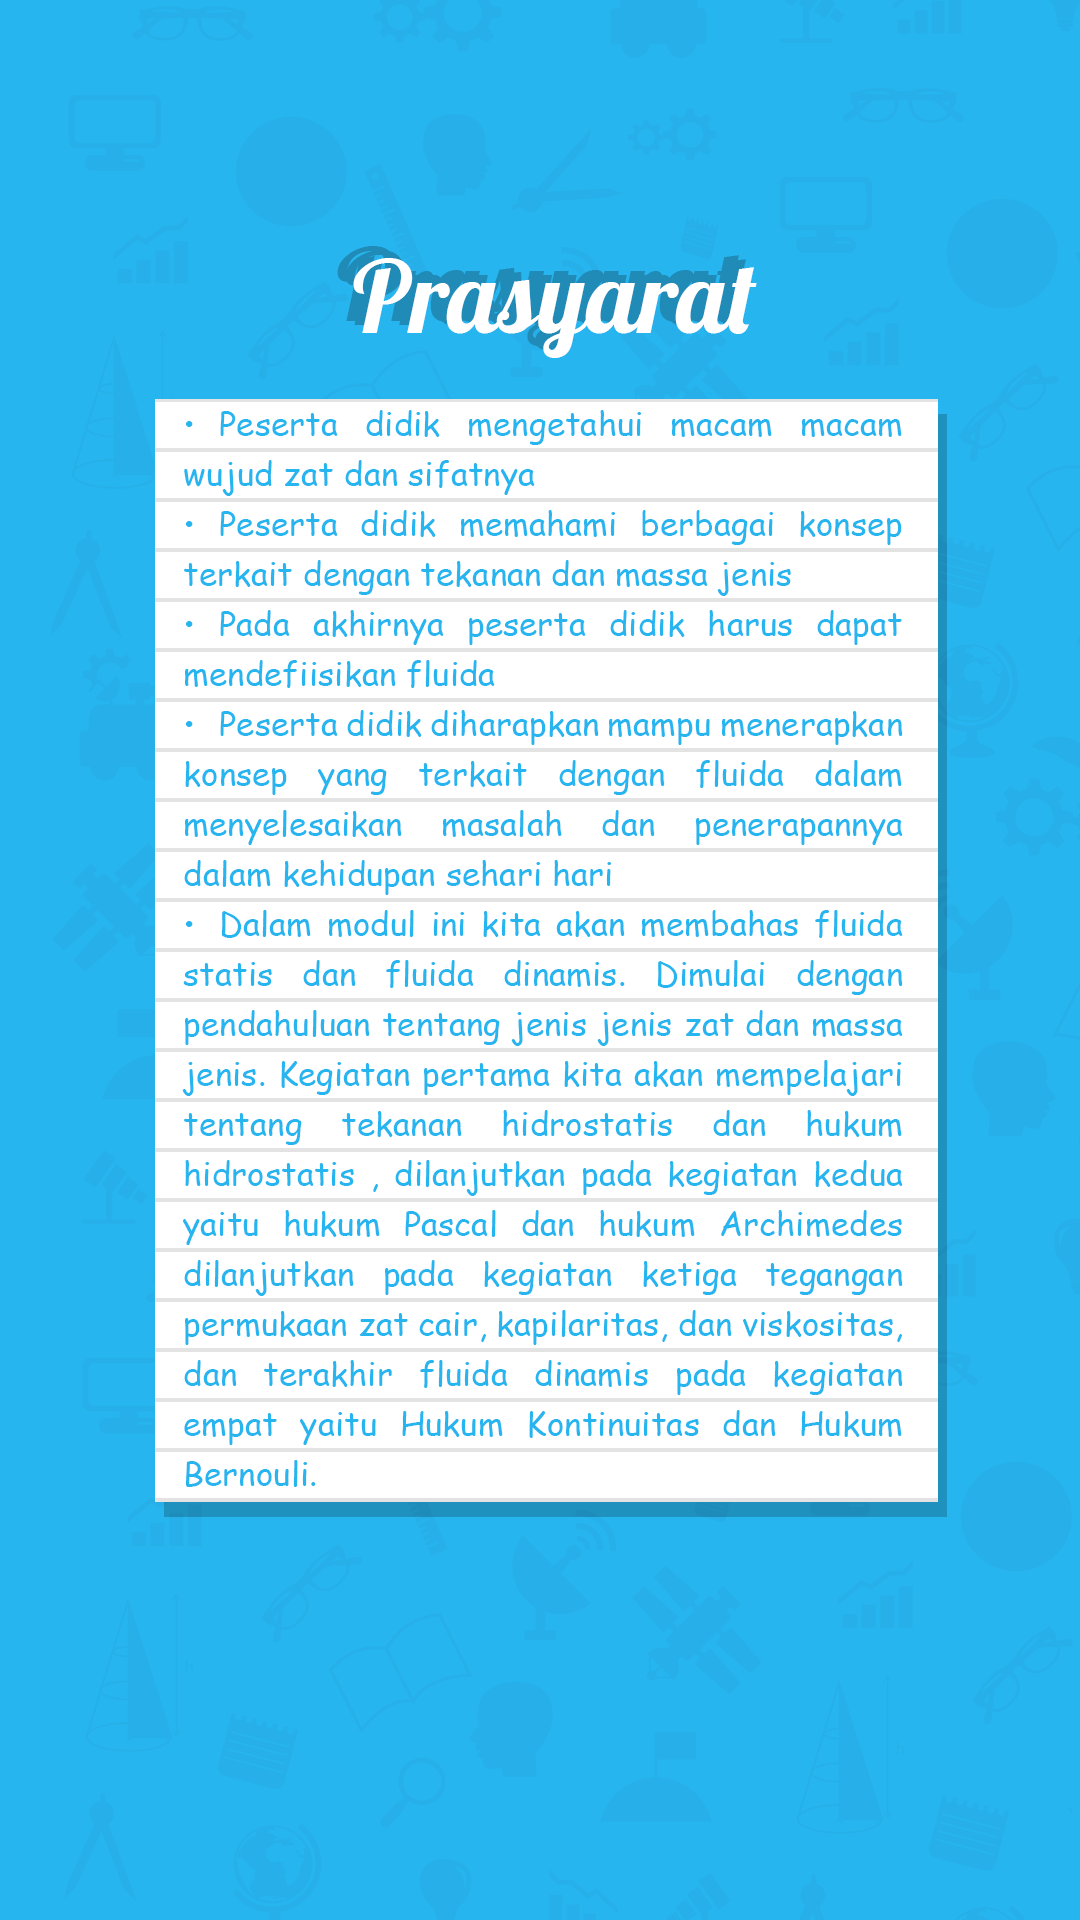 Prasyarat
• Peserta didik mengetahui macam macam
wujud zat dan sifatnya
• Peserta didik memahami berbagai konsep
terkait dengan tekanan dan massa jenis
• Pada akhirnya peserta didik harus dapat
mendefiisikan fluida
• Peserta didik diharapkan mampu menerapkan
konsep yang terkait dengan fluida dalam
menyelesaikan masalah dan penerapannya
dalam kehidupan sehari hari
• Dalam modul ini kita akan membahas fluida
statis dan fluida dinamis. Dimulai dengan
pendahuluan tentang jenis jenis zat dan massa
jenis. Kegiatan pertama kita akan mempelajari
tentang tekanan hidrostatis dan hukum
hidrostatis , dilanjutkan pada kegiatan kedua
yaitu hukum Pascal dan hukum Archimedes
dilanjutkan pada kegiatan ketiga tegangan
permukaan zat cair, kapilaritas, dan viskositas,
dan terakhir fluida dinamis pada kegiatan
empat yaitu Hukum Kontinuitas dan Hukum
Bernouli.